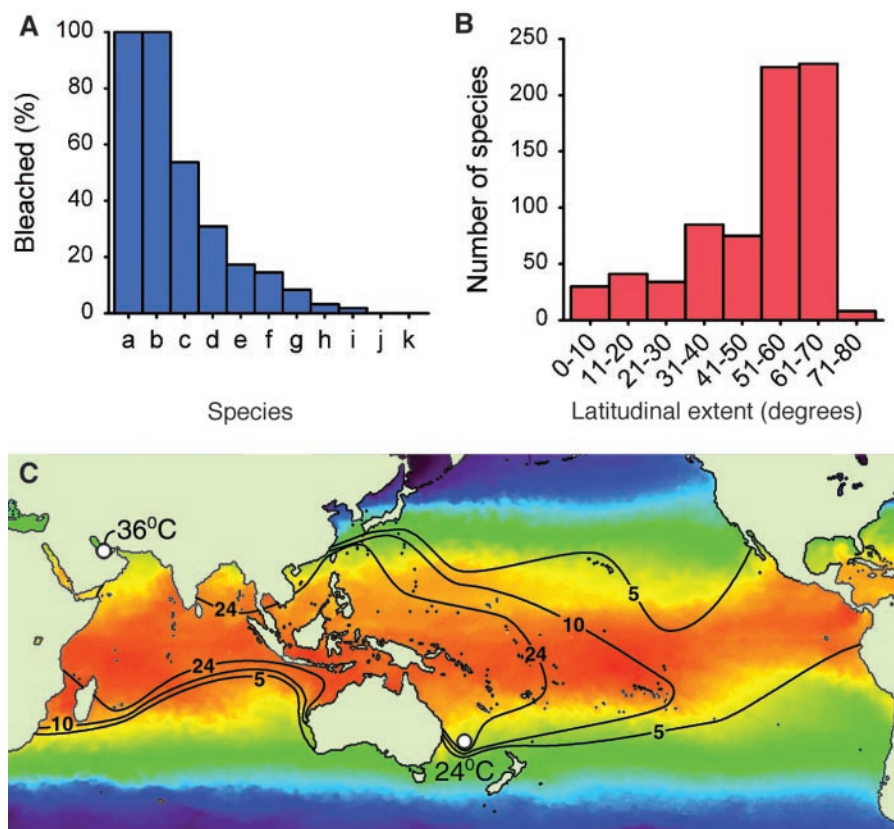 A
Bleached (%)
100
80
60
40
20
0
a b c d e f g h i j k
Species
B
Number of species
250
200
150
100
50
0
0-10 11-20 21-30 31-40 41-50 51-60 61-70 71-80
Latitudinal extent (degrees)
C
36⁰C
5
24
10
24
24
5
10
5
24⁰C